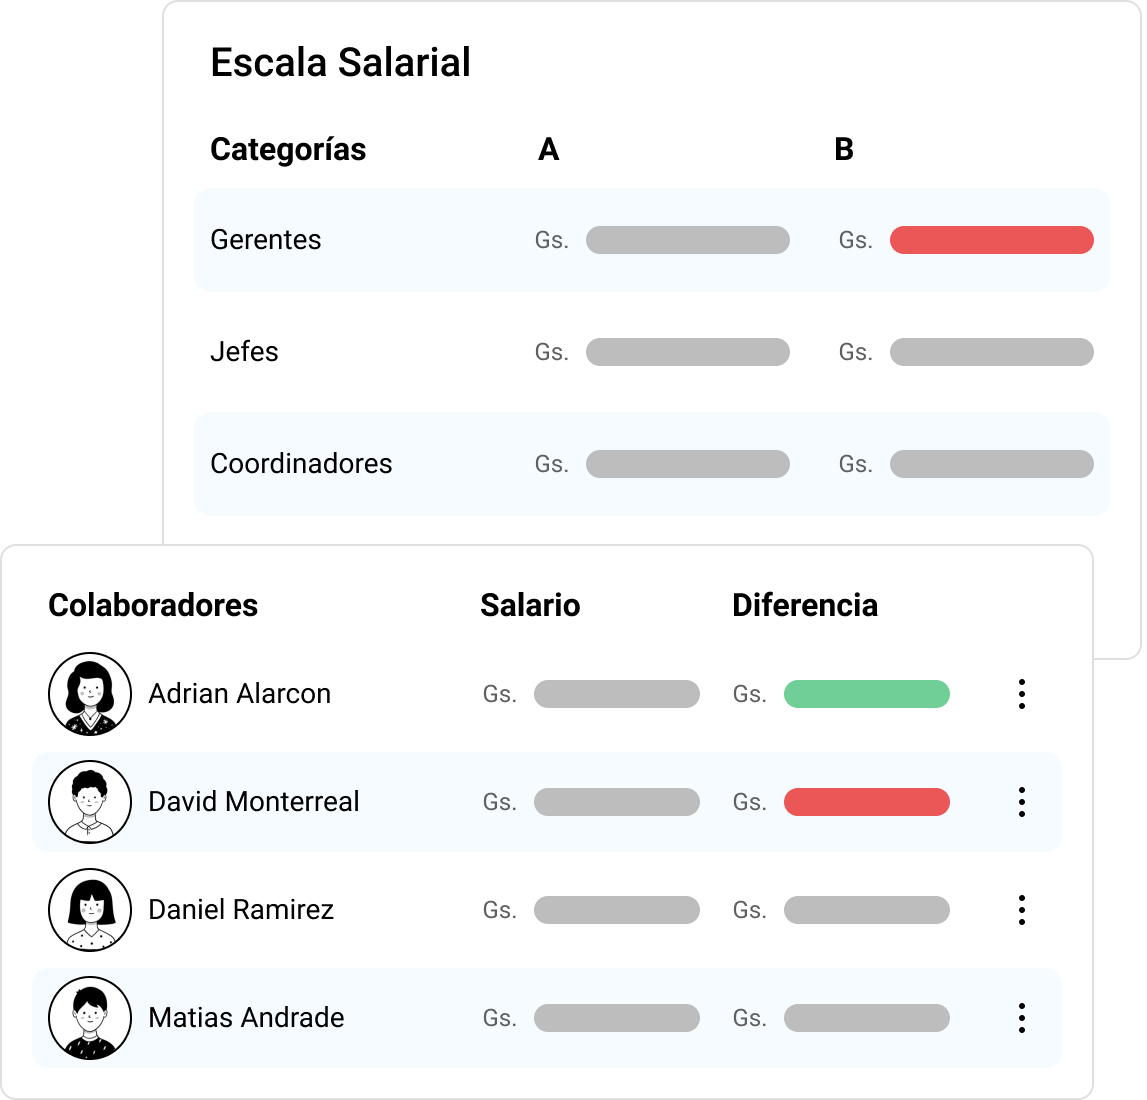 Escala Salarial
Categorías A B
Gerentes Gs. Gs.
Jefes Gs. Gs.
Coordinadores Gs. Gs.
Colaboradores Salario Diferencia
Adrian Alarcon Gs. Gs.
David Monterreal Gs. Gs.
Daniel Ramirez Gs. Gs.
Matias Andrade Gs. Gs.